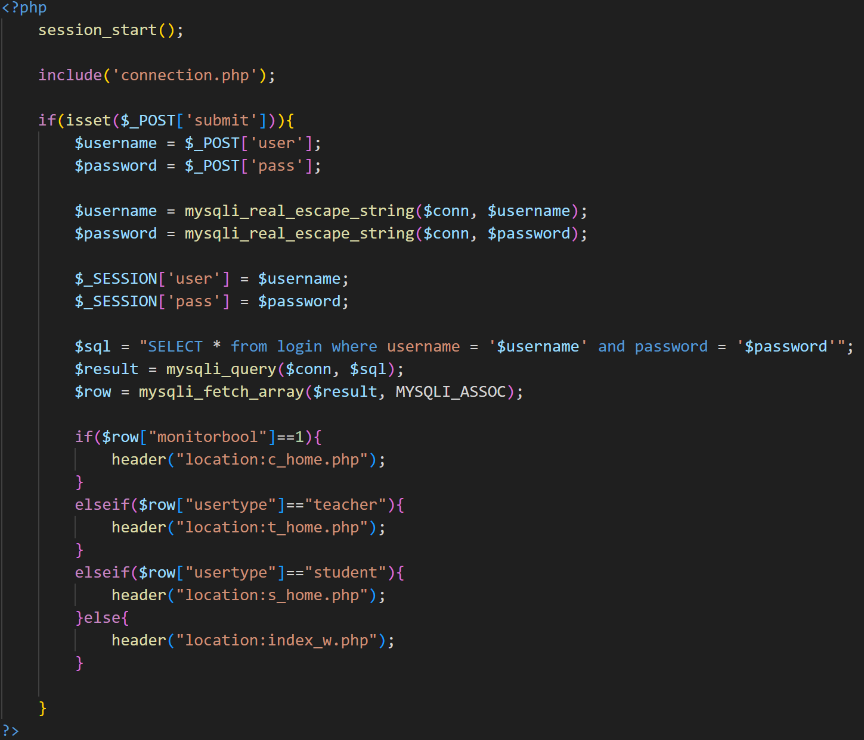 <?php
    session_start();

    include('connection.php');

    if(isset($_POST['submit'])){
        $username = $_POST['user'];
        $password = $_POST['pass'];

        $username = mysqli_real_escape_string($conn, $username);
        $password = mysqli_real_escape_string($conn, $password);

        $_SESSION['user'] = $username;
        $_SESSION['pass'] = $password;

        $sql = "SELECT * from login where username = '$username' and password = '$password'";
        $result = mysqli_query($conn, $sql);
        $row = mysqli_fetch_array($result, MYSQLI_ASSOC);

        if($row["monitorbool"]==1){
            header("location:c_home.php");
        }
        elseif($row["usertype"]=="teacher"){
            header("location:t_home.php");
        }
        elseif($row["usertype"]=="student"){
            header("location:s_home.php");
        }else{
            header("location:index_w.php");
        }

    }
?>